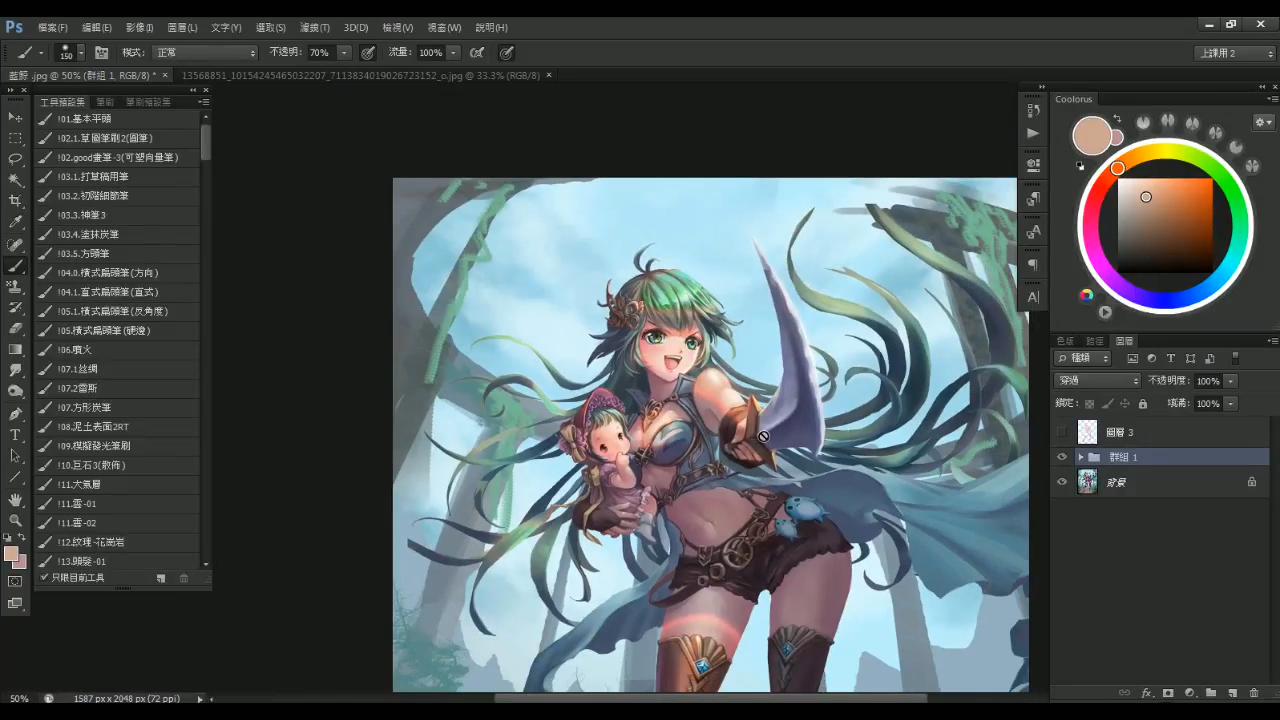 Ps 檔案(F) 編輯(E) 影像(I) 圖層(L) 文字(Y) 選取(S) 濾鏡(T) 3D(D) 檢視(V) 視窗(W) 說明(H)
150 模式: 正常 不透明: 70% 流量: 100% 上課用 2
藍歸 .jpg @ 50% (群組 1, RGB/8) * × 13568851_10154245465032207_7113834019026723152_o.jpg @ 33.3% (RGB/8) ×
工具預設集 筆刷 筆刷預設集
!01.基本平頭
!02.1.草圖筆刷2(圓筆)
!02.good畫筆-3(可塑向量筆)
!03.1.打草稿用筆
!03.2.初階細節筆
!03.3.神筆3
!03.4.塗抹炭筆
!03.5.方頭筆
!04.0.橫式扁頭筆(方向)
!04.1.直式扁頭筆(直式)
!05.1.橫式扁頭筆(反角度)
!05.橫式扁頭筆(硬邊)
!06.噴火
!07.1絲綢
!07.2雷斯
!07.方形炭筆
!08.泥土表面2RT
!09.模糊發光筆刷
!10.巨石3(散佈)
!11.大氣層
!11.雲-01
!11.雲-02
!12.紋理-花崗岩
!13.頭髮-01
只限目前工具
Coolorus
色版 路徑 圖層
種類
穿過 不透明度: 100%
鎖定: 填滿: 100%
圖層 3
群組 1
背景
50% 1587 px x 2048 px (72 ppi)